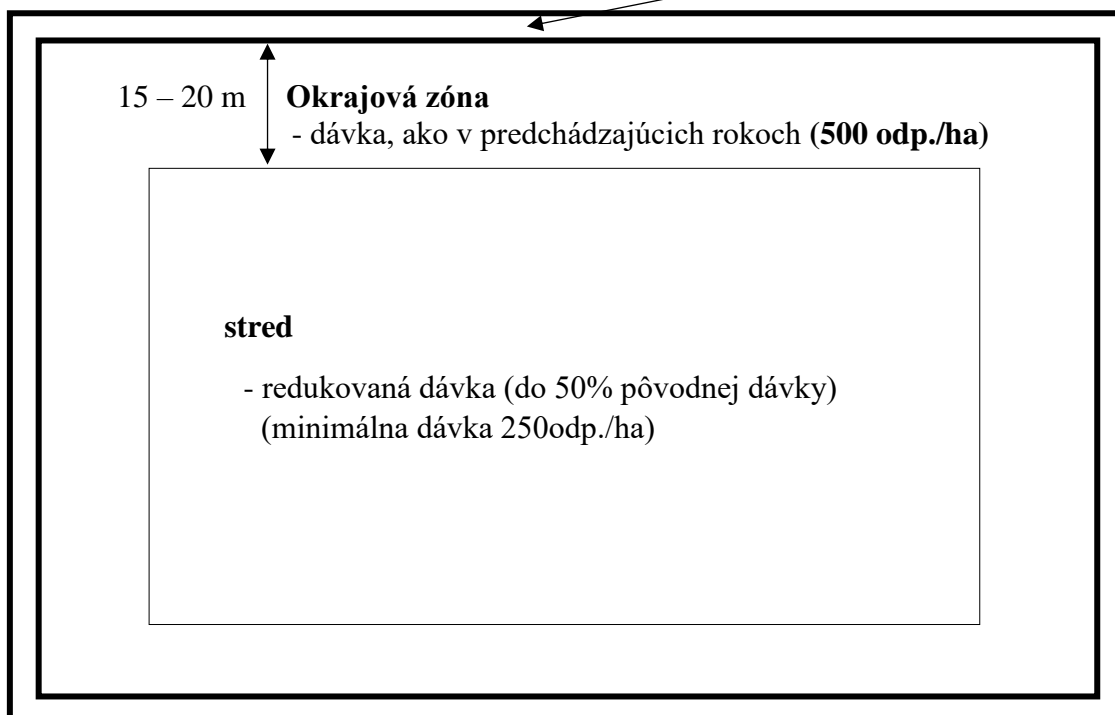 15 – 20 m Okrajová zóna
- dávka, ako v predchádzajúcich rokoch (500 odp./ha)
stred
- redukovaná dávka (do 50% pôvodnej dávky)
(minimálna dávka 250odp./ha)